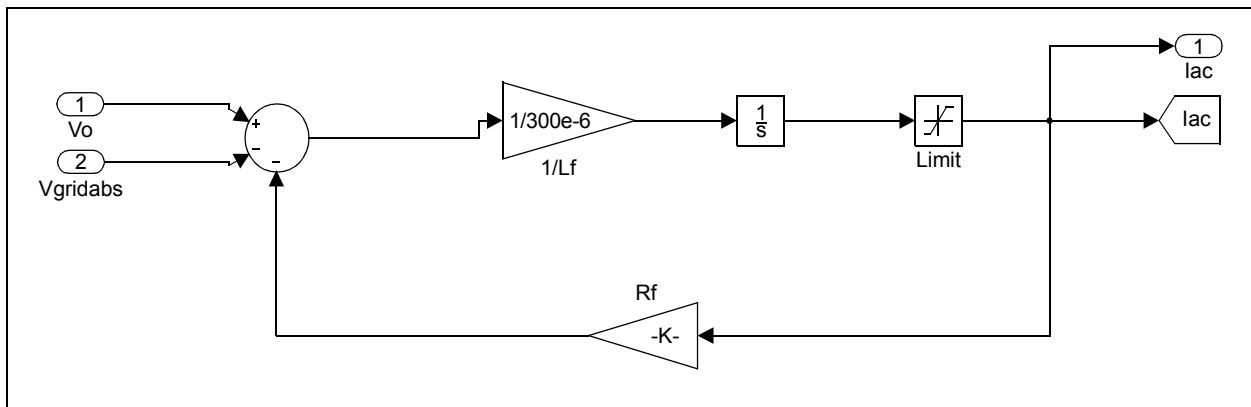 1
Iac
1
Vo
+
−
−
2
Vgridabs
1/300e-6
1/Lf
1
s
Limit
Iac
Rf
-K-